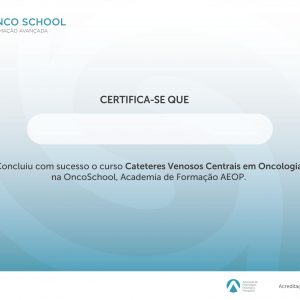 NCO SCHOOL
RMAÇÃO AVANÇADA
CERTIFICA-SE QUE
Concluiu com sucesso o curso Cateteres Venosos Centrais em Oncologia
na OncoSchool, Academia de Formação AEOP.
Acredita